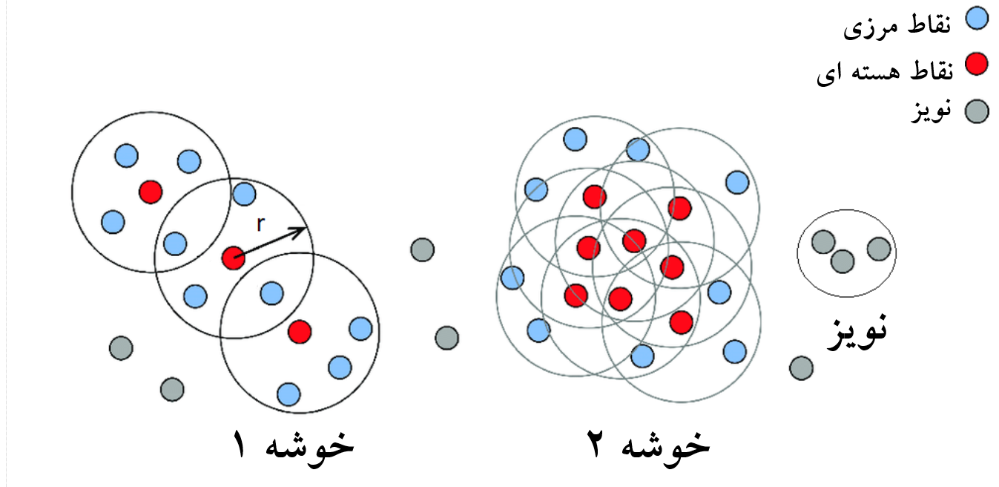 نقاط مرزی
نقاط هسته ای
نویز
r
نویز
خوشه ۱
خوشه ۲